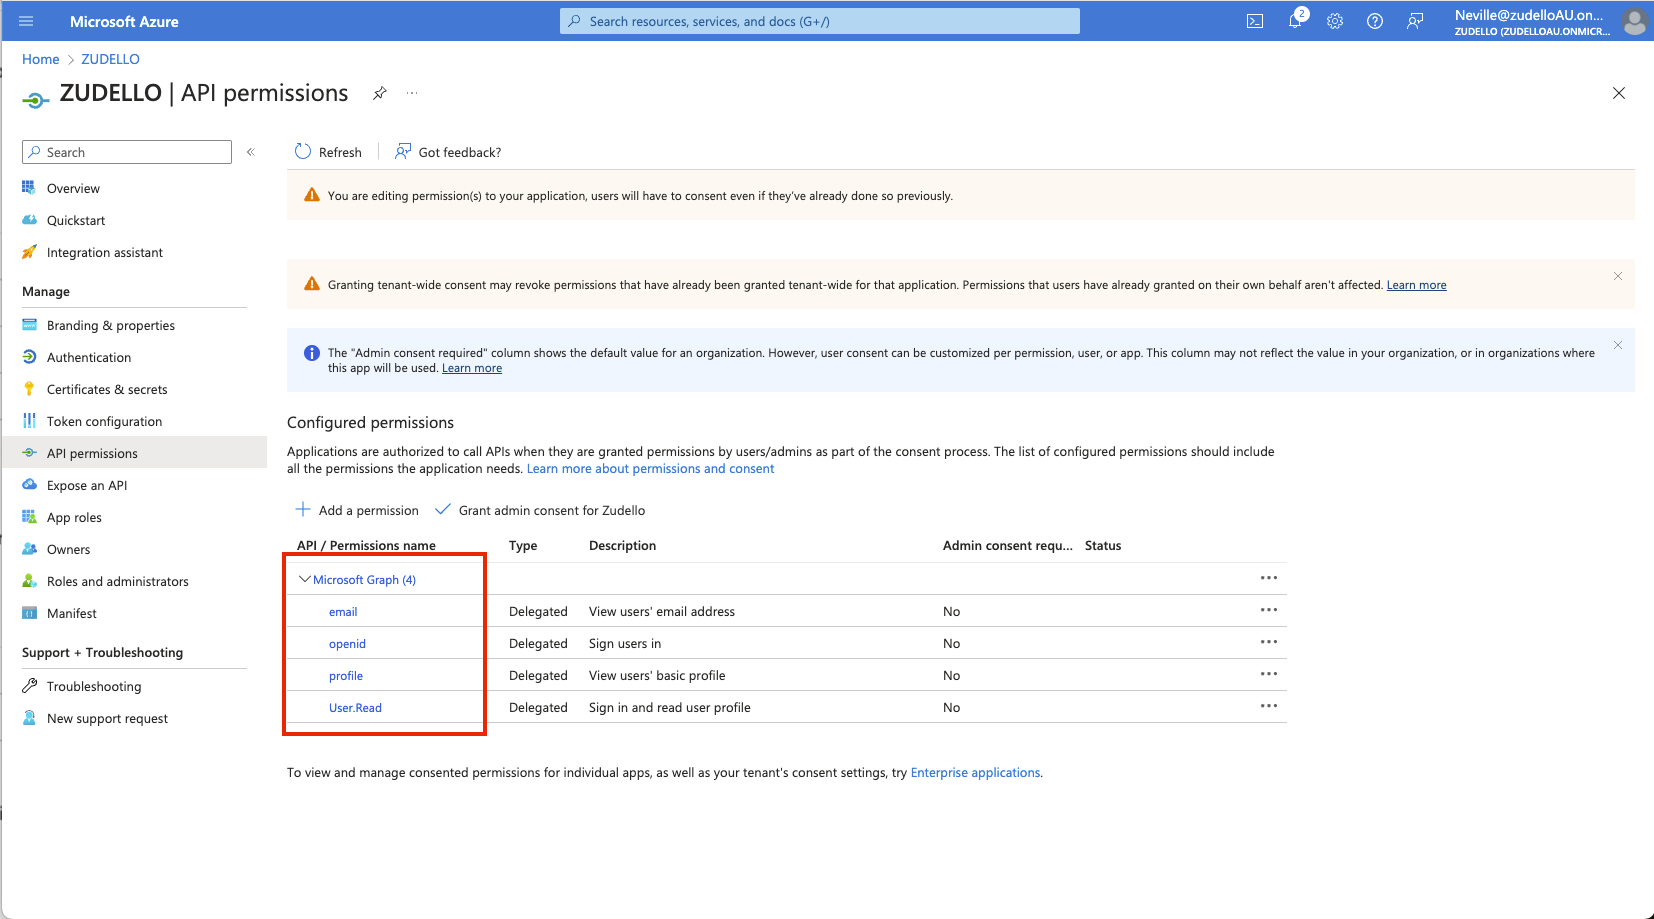 Microsoft Azure
Search resources, services, and docs (G+/)
2
Neville@zudelloAU.on...
ZUDELLO (ZUDELLOAU.ONMICR...
Home > ZUDELLO
ZUDELLO | API permissions
Search
Refresh
Got feedback?
Overview
Quickstart
Integration assistant
Manage
Branding & properties
Authentication
Certificates & secrets
Token configuration
API permissions
Expose an API
App roles
Owners
Roles and administrators
Manifest
Support + Troubleshooting
Troubleshooting
New support request
You are editing permission(s) to your application, users will have to consent even if they've already done so previously.
Granting tenant-wide consent may revoke permissions that have already been granted tenant-wide for that application. Permissions that users have already granted on their own behalf aren't affected. Learn more
The "Admin consent required" column shows the default value for an organization. However, user consent can be customized per permission, user, or app. This column may not reflect the value in your organization, or in organizations where
this app will be used. Learn more
Configured permissions
Applications are authorized to call APIs when they are granted permissions by users/admins as part of the consent process. The list of configured permissions should include
all the permissions the application needs. Learn more about permissions and consent
Add a permission
Grant admin consent for Zudello
API / Permissions name Type Description Admin consent requ... Status
Microsoft Graph (4)
email Delegated View users' email address No
openid Delegated Sign users in No
profile Delegated View users' basic profile No
User.Read Delegated Sign in and read user profile No
To view and manage consented permissions for individual apps, as well as your tenant's consent settings, try Enterprise applications.